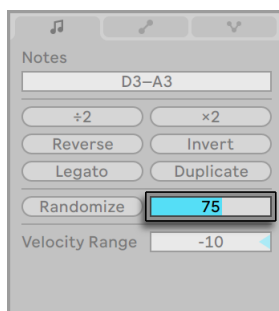 Notes
D3–A3
÷2 ×2
Reverse Invert
Legato Duplicate
Randomize 75
Velocity Range -10